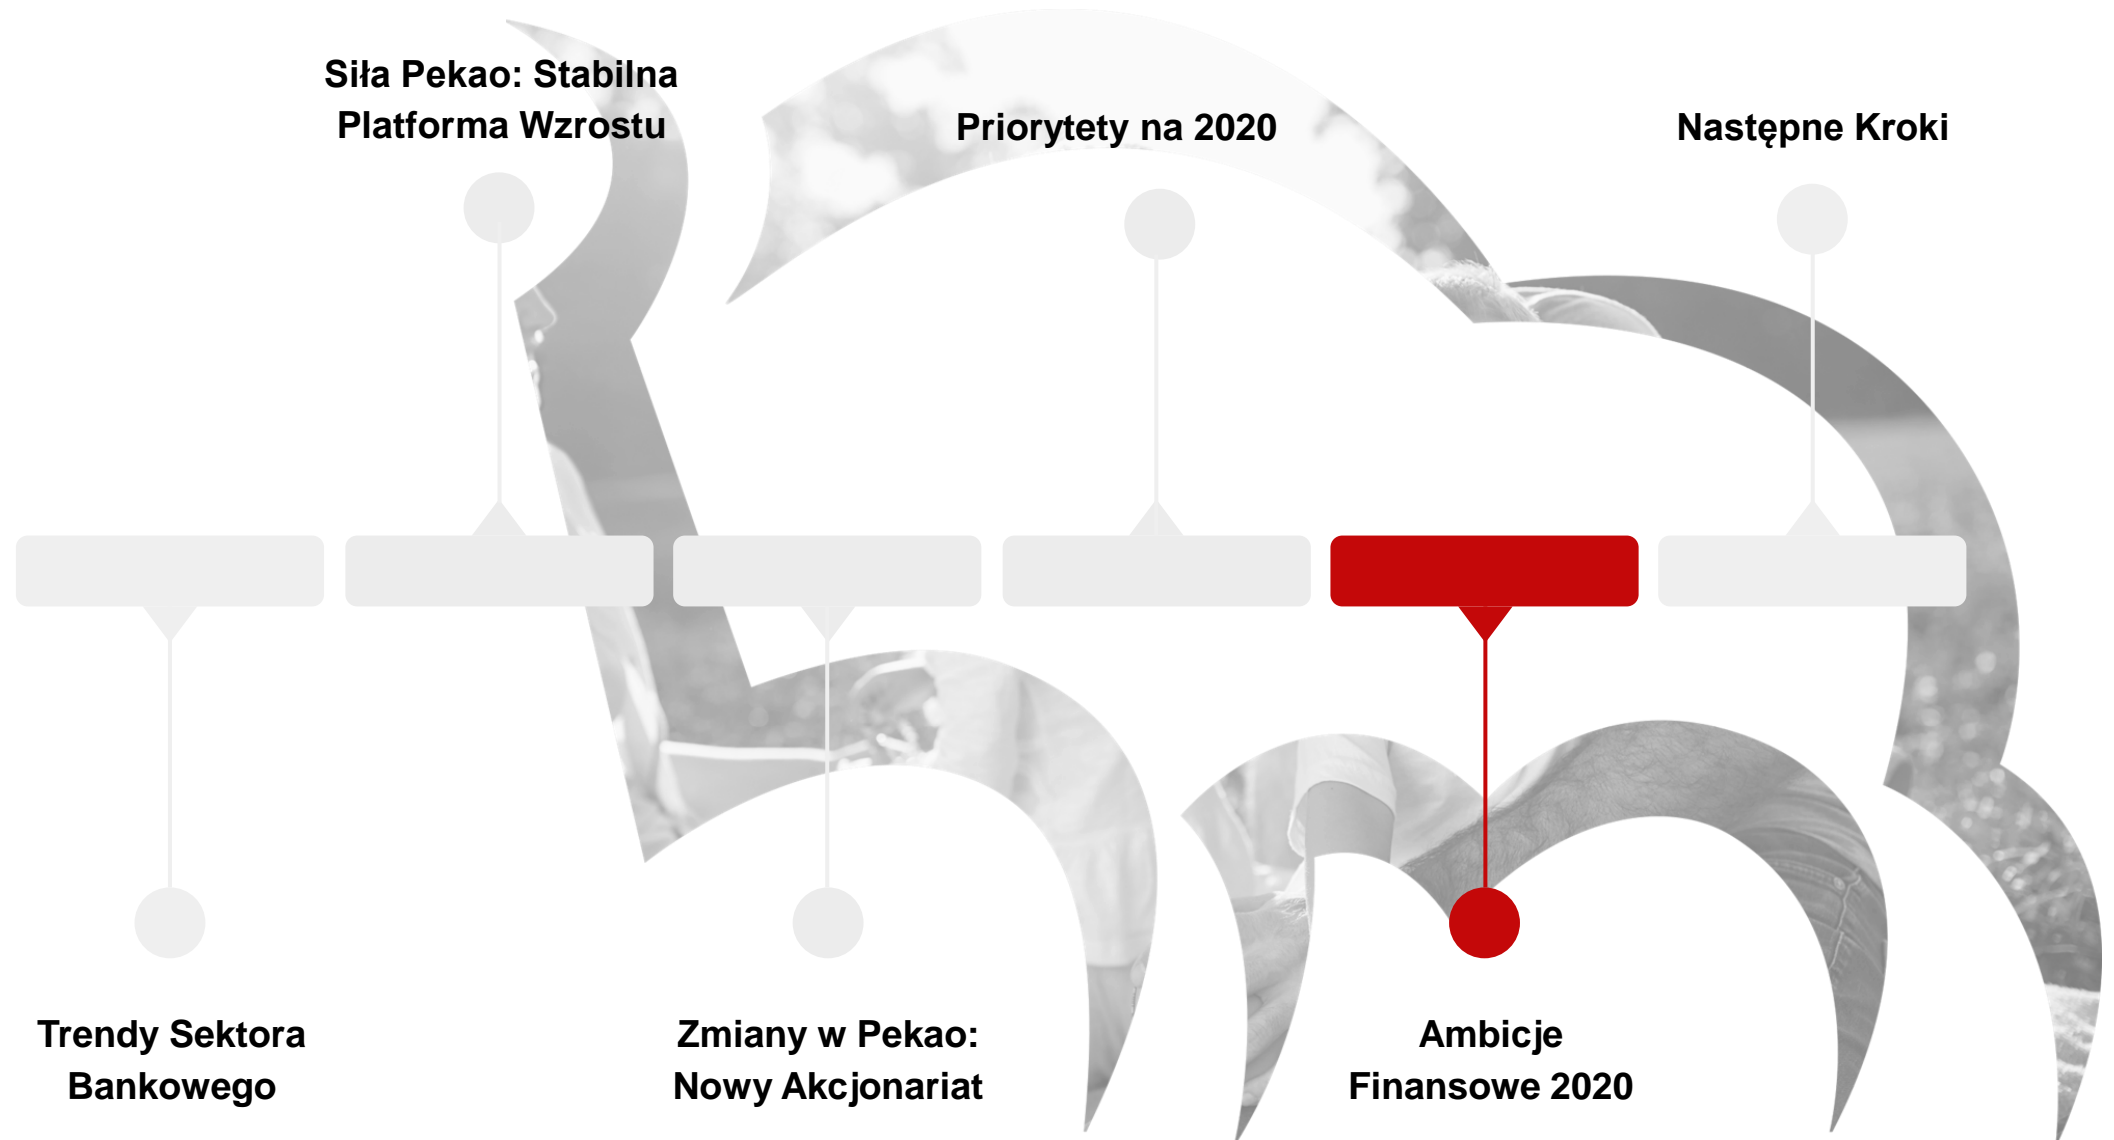 Siła Pekao: Stabilna
Platforma Wzrostu
Priorytety na 2020
Następne Kroki
Trendy Sektora
Bankowego
Zmiany w Pekao:
Nowy Akcjonariat
Ambicje
Finansowe 2020